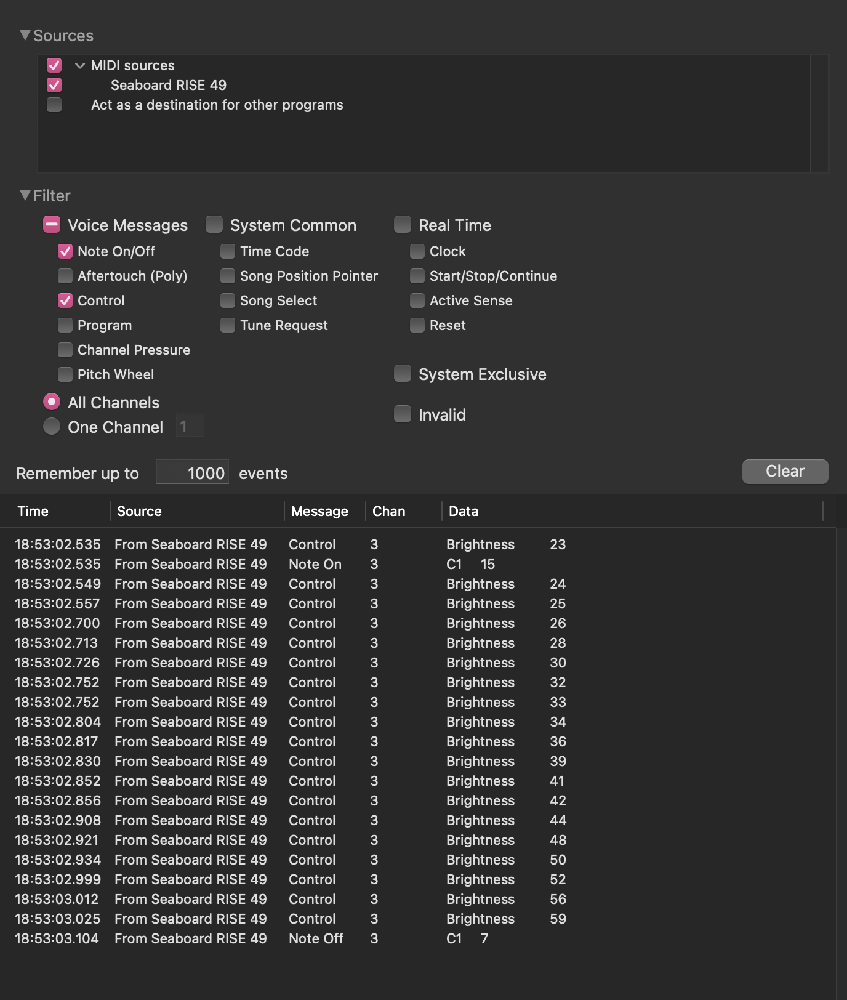 Sources
MIDI sources
Seaboard RISE 49
Act as a destination for other programs
Filter
Voice Messages System Common Real Time
Note On/Off Time Code Clock
Aftertouch (Poly) Song Position Pointer Start/Stop/Continue
Control Song Select Active Sense
Program Tune Request Reset
Channel Pressure
Pitch Wheel System Exclusive
All Channels
One Channel 1 Invalid
Remember up to 1000 events Clear
Time Source Message Chan Data
18:53:02.535 From Seaboard RISE 49 Control 3 Brightness 23
18:53:02.535 From Seaboard RISE 49 Note On 3 C1 15
18:53:02.549 From Seaboard RISE 49 Control 3 Brightness 24
18:53:02.557 From Seaboard RISE 49 Control 3 Brightness 25
18:53:02.700 From Seaboard RISE 49 Control 3 Brightness 26
18:53:02.713 From Seaboard RISE 49 Control 3 Brightness 28
18:53:02.726 From Seaboard RISE 49 Control 3 Brightness 30
18:53:02.752 From Seaboard RISE 49 Control 3 Brightness 32
18:53:02.752 From Seaboard RISE 49 Control 3 Brightness 33
18:53:02.804 From Seaboard RISE 49 Control 3 Brightness 34
18:53:02.817 From Seaboard RISE 49 Control 3 Brightness 36
18:53:02.830 From Seaboard RISE 49 Control 3 Brightness 39
18:53:02.852 From Seaboard RISE 49 Control 3 Brightness 41
18:53:02.856 From Seaboard RISE 49 Control 3 Brightness 42
18:53:02.908 From Seaboard RISE 49 Control 3 Brightness 44
18:53:02.921 From Seaboard RISE 49 Control 3 Brightness 48
18:53:02.934 From Seaboard RISE 49 Control 3 Brightness 50
18:53:02.999 From Seaboard RISE 49 Control 3 Brightness 52
18:53:03.012 From Seaboard RISE 49 Control 3 Brightness 56
18:53:03.025 From Seaboard RISE 49 Control 3 Brightness 59
18:53:03.104 From Seaboard RISE 49 Note Off 3 C1 7